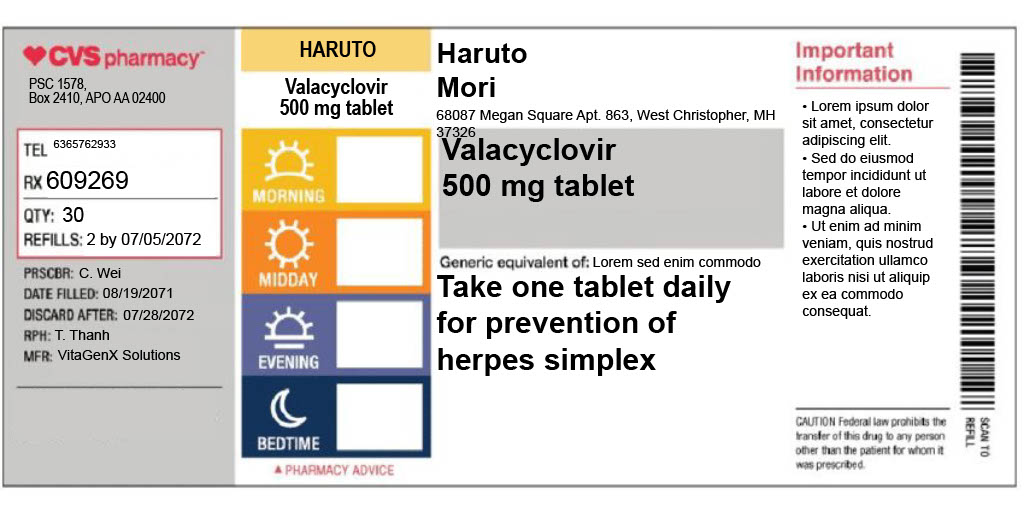 CVS pharmacy
PSC 1578,
Box 2410, APO AA 02400
TEL 6365762933
RX 609269
QTY: 30
REFILLS: 2 by 07/05/2072
PRSCBR: C. Wei
DATE FILLED: 08/19/2071
DISCARD AFTER: 07/28/2072
RPH: T. Thanh
MFR: VitaGenX Solutions
HARUTO
Valacyclovir
500 mg tablet
MORNING
MIDDAY
EVENING
BEDTIME
▲ PHARMACY ADVICE
Haruto
Mori
68087 Megan Square Apt. 863, West Christopher, MH
37326
Valacyclovir
500 mg tablet
Generic equivalent of: Lorem sed enim commodo
Take one tablet daily
for prevention of
herpes simplex
Important
Information
• Lorem ipsum dolor
sit amet, consectetur
adipiscing elit.
• Sed do eiusmod
tempor incididunt ut
labore et dolore
magna aliqua.
• Ut enim ad minim
veniam, quis nostrud
exercitation ullamco
laboris nisi ut aliquip
ex ea commodo
consequat.
CAUTION Federal law prohibits the
transfer of this drug to any person
other than the patient for whom it
was prescribed.
SCAN TO
REFILL